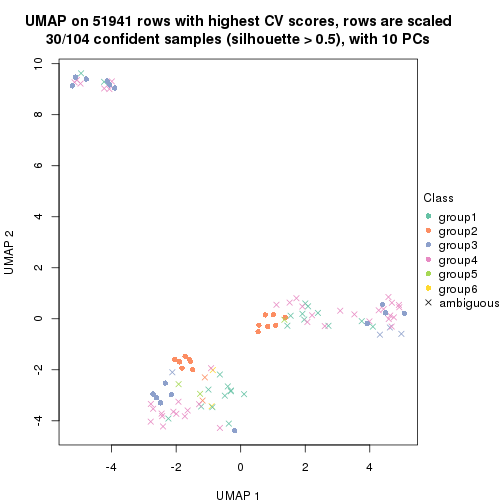 UMAP on 51941 rows with highest CV scores, rows are scaled
30/104 confident samples (silhouette > 0.5), with 10 PCs
10
8
6
4
2
0
-2
-4
UMAP 2
-4
-2
0
2
4
UMAP 1
Class
group1
group2
group3
group4
group5
group6
ambiguous